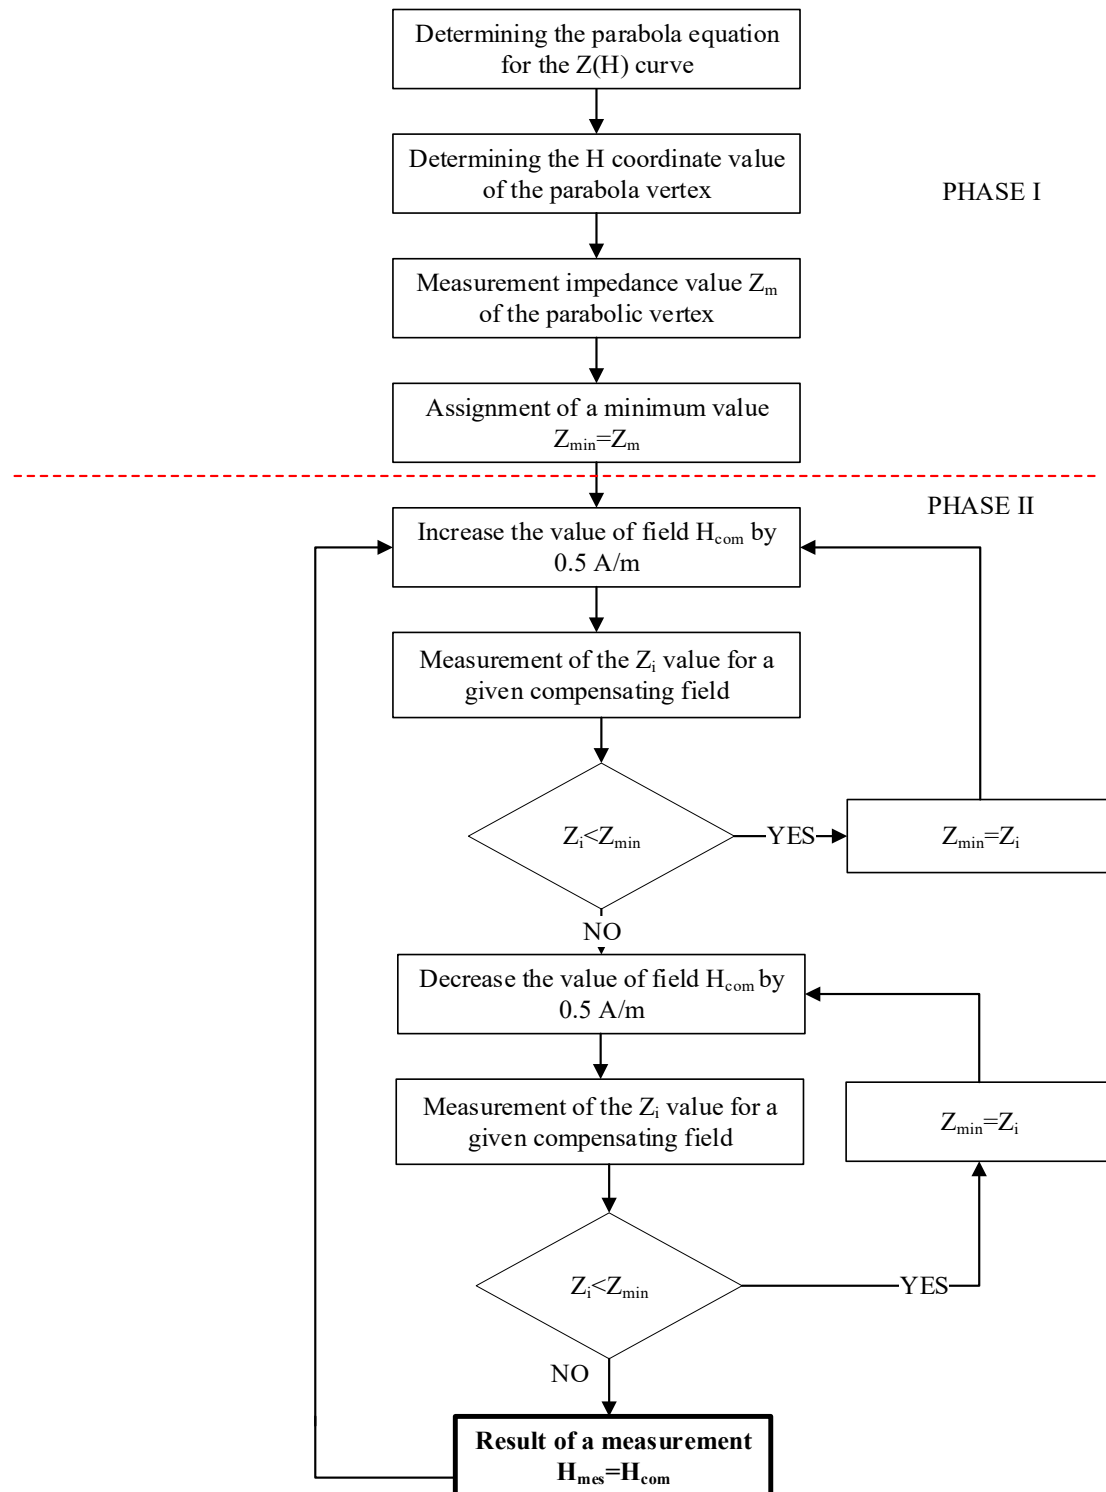 Determining the parabola equation
for the Z(H) curve
Determining the H coordinate value
of the parabola vertex
PHASE I
Measurement impedance value Zm
of the parabolic vertex
Assignment of a minimum value
Zmin=Zm
PHASE II
Increase the value of field Hcom by
0.5 A/m
Measurement of the Zi value for a
given compensating field
Zi<Zmin
YES
Zmin=Zi
NO
Decrease the value of field Hcom by
0.5 A/m
Measurement of the Zi value for a
given compensating field
Zmin=Zi
Zi<Zmin
YES
NO
Result of a measurement
Hmes=Hcom